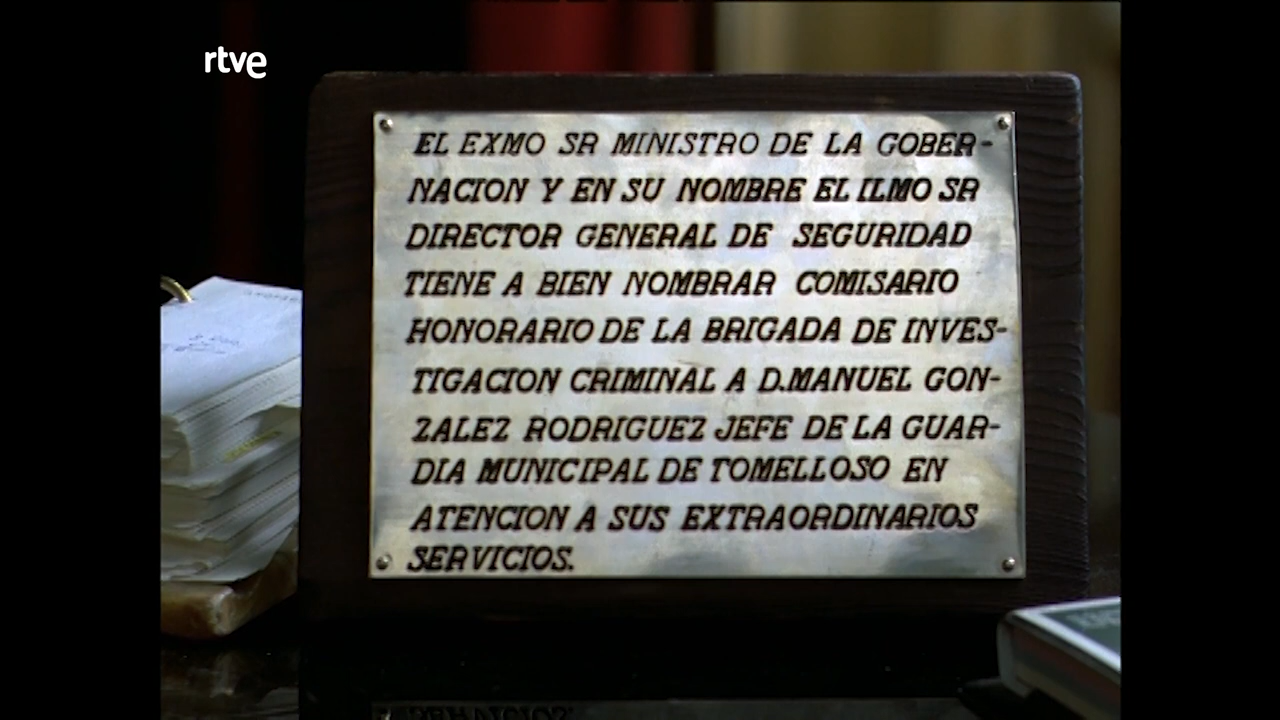 rtve
EL EXMO SR MINISTRO DE LA GOBER-
NACION Y EN SU NOMBRE EL ILMO SR
DIRECTOR GENERAL DE SEGURIDAD
TIENE A BIEN NOMBRAR COMISARIO
HONORARIO DE LA BRIGADA DE INVES-
TIGACION CRIMINAL A D.MANUEL GON-
ZALEZ RODRIGUEZ JEFE DE LA GUAR-
DIA MUNICIPAL DE TOMELLOSO EN
ATENCION A SUS EXTRAORDINARIOS
SERVICIOS.